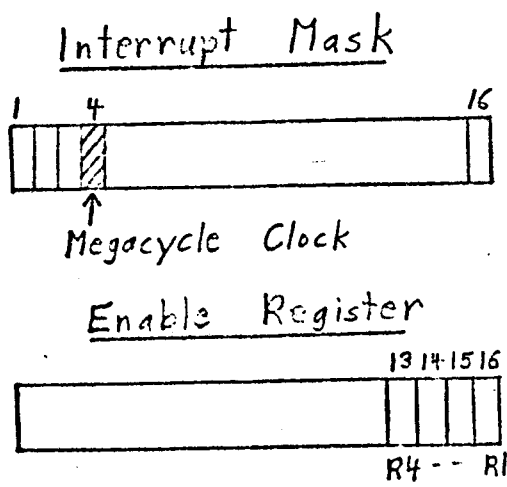 Interrupt Mask
1 4 16
Megacycle Clock
Enable Register
13 14 15 16
R4 -- R1